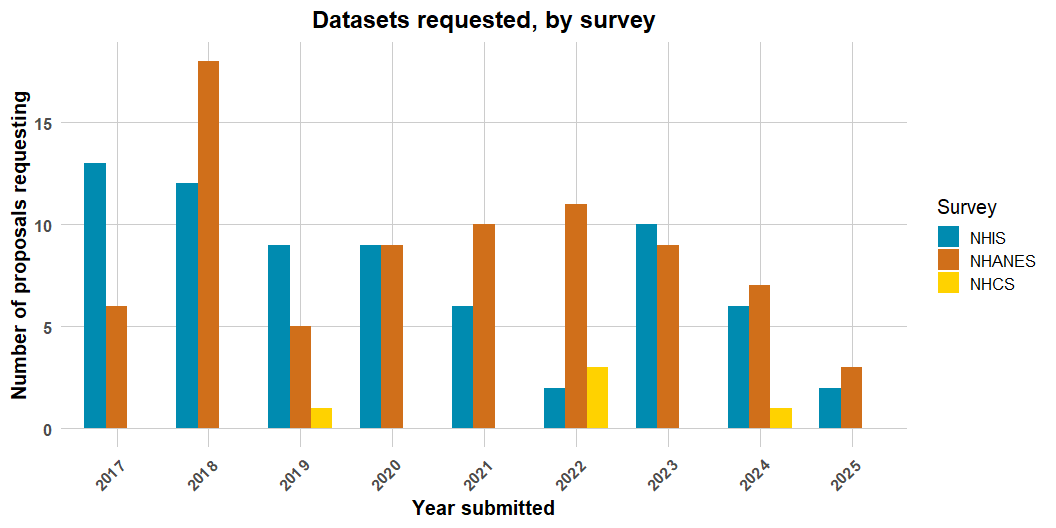 Datasets requested, by survey
Number of proposals requesting
15
10
5
0
2017
2018
2019
2020
2021
2022
2023
2024
2025
Year submitted
Survey
NHIS
NHANES
NHCS